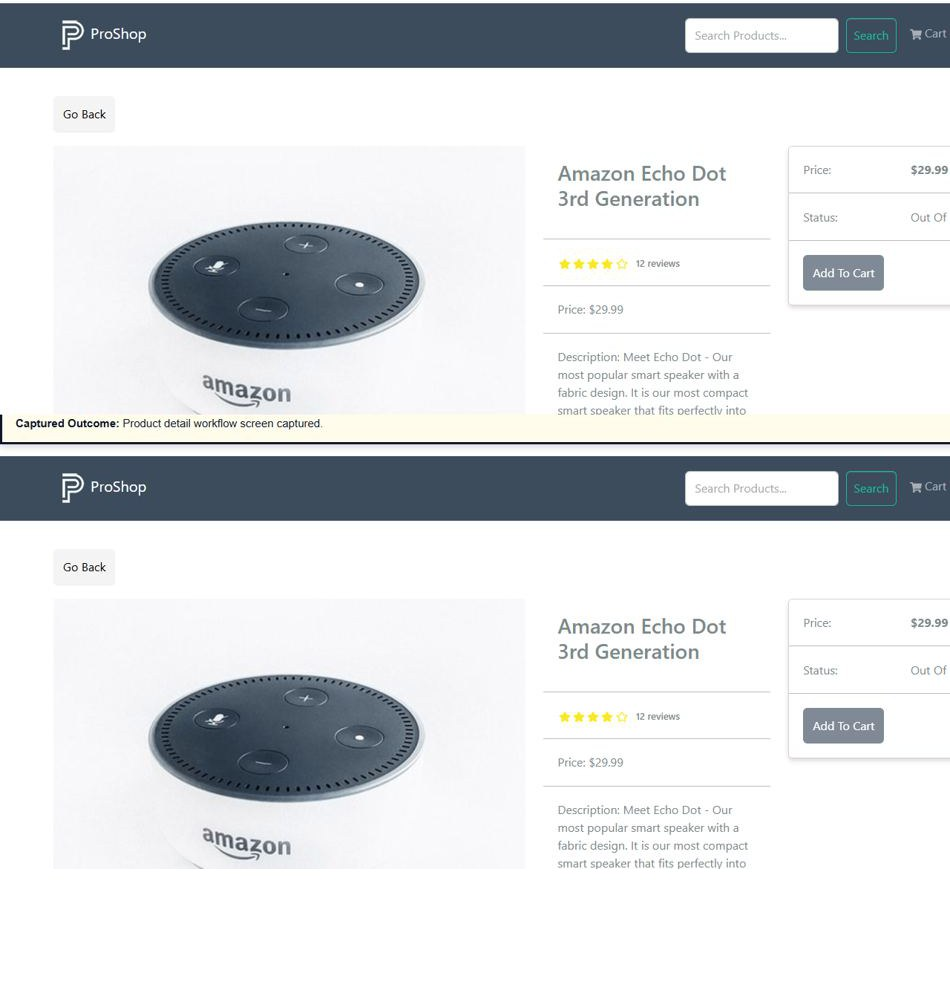 ProShop
Search Products...
Search
Cart
Go Back
Amazon Echo Dot
3rd Generation
12 reviews
Price: $29.99
Description: Meet Echo Dot - Our
most popular smart speaker with a
fabric design. It is our most compact
smart speaker that fits perfectly into
Price:
$29.99
Status:
Out Of
Add To Cart
amazon
Captured Outcome: Product detail workflow screen captured.
ProShop
Search Products...
Search
Cart
Go Back
Amazon Echo Dot
3rd Generation
12 reviews
Price: $29.99
Description: Meet Echo Dot - Our
most popular smart speaker with a
fabric design. It is our most compact
smart speaker that fits perfectly into
Price:
$29.99
Status:
Out Of
Add To Cart
amazon